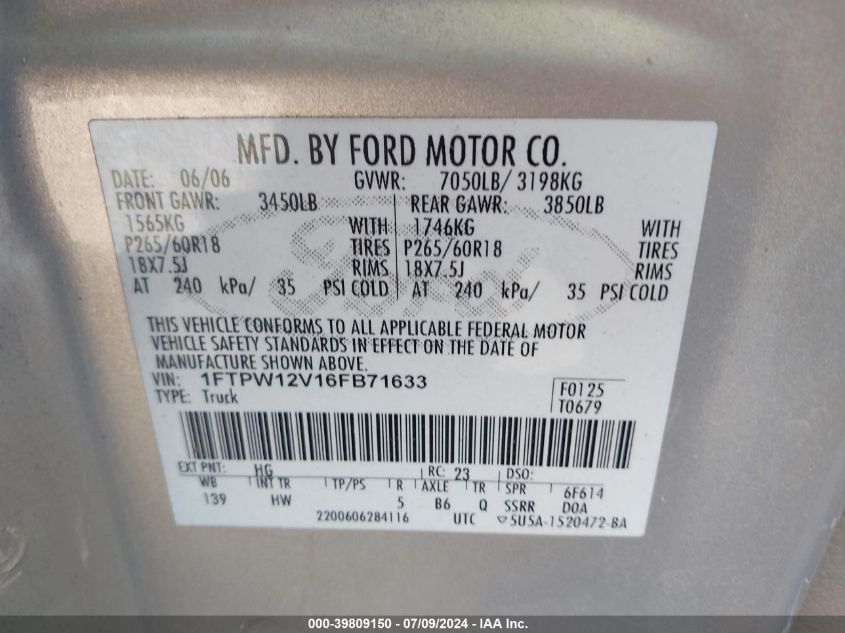 MFD. BY FORD MOTOR CO.
DATE: 06/06 GVWR: 7050LB/ 3198KG
FRONT GAWR: 3450LB REAR GAWR: 3850LB
1565KG WITH 1746KG WITH
P265/60R18 TIRES P265/60R18 TIRES
18X7.5J RIMS 18X7.5J RIMS
AT 240 kPa/ 35 PSI COLD AT 240 kPa/ 35 PSI COLD
Ford
THIS VEHICLE CONFORMS TO ALL APPLICABLE FEDERAL MOTOR
VEHICLE SAFETY STANDARDS IN EFFECT ON THE DATE OF
MANUFACTURE SHOWN ABOVE.
VIN: 1FTPW12V16FB71633 F0125
TYPE: Truck T0679
EXT PNT: HG RC: 23 DSO:
WB INT TR TP/PS R AXLE TR SPR 6F614
139 HW 5 B6 Q SSRR DOA
2200606284116 UTC ▽5U5A-1520472-BA
000-39809150 - 07/09/2024 - IAA Inc.